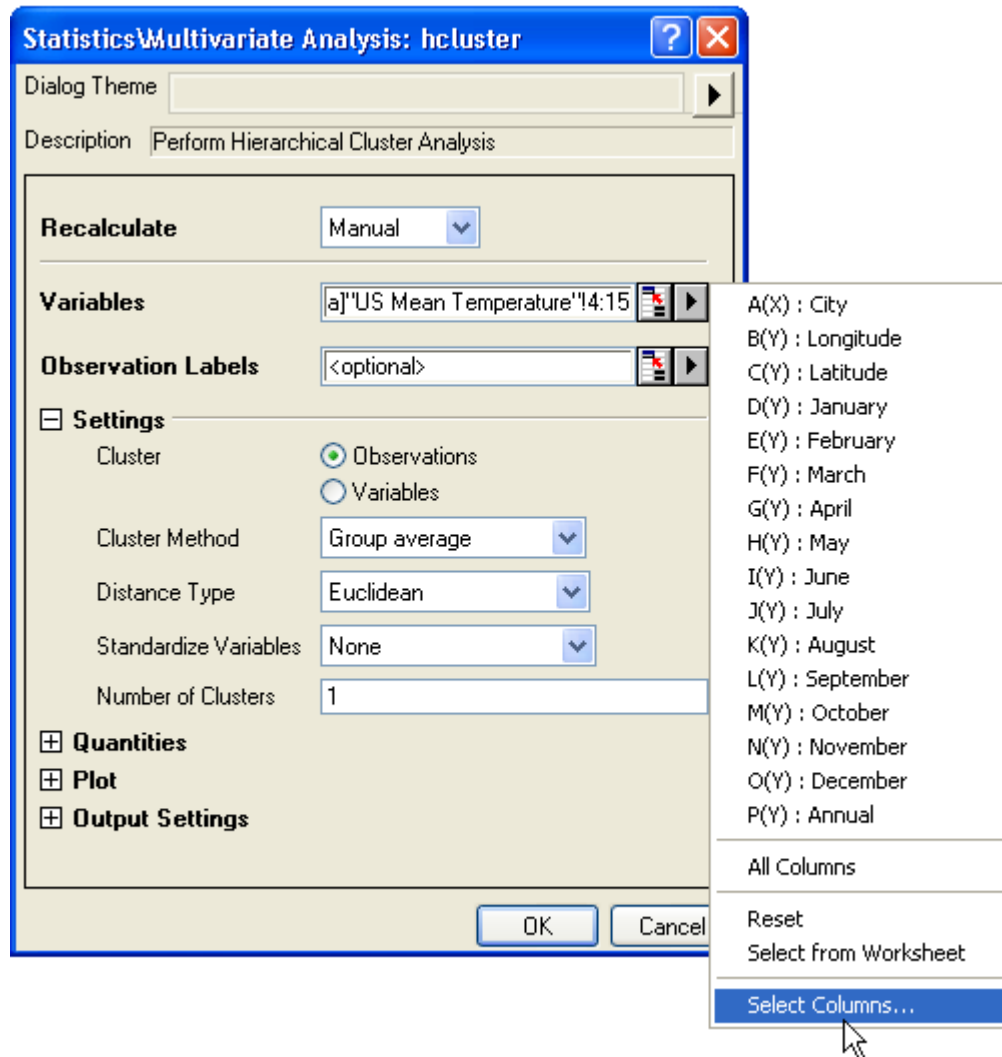 Statistics\Multivariate Analysis: hcluster
Dialog Theme
Description Perform Hierarchical Cluster Analysis
Recalculate Manual
Variables a]"US Mean Temperature"!4:15
Observation Labels <optional>
Settings
Cluster Observations
Variables
Cluster Method Group average
Distance Type Euclidean
Standardize Variables None
Number of Clusters 1
Quantities
Plot
Output Settings
OK Cancel
A(X) : City
B(Y) : Longitude
C(Y) : Latitude
D(Y) : January
E(Y) : February
F(Y) : March
G(Y) : April
H(Y) : May
I(Y) : June
J(Y) : July
K(Y) : August
L(Y) : September
M(Y) : October
N(Y) : November
O(Y) : December
P(Y) : Annual
All Columns
Reset
Select from Worksheet
Select Columns...